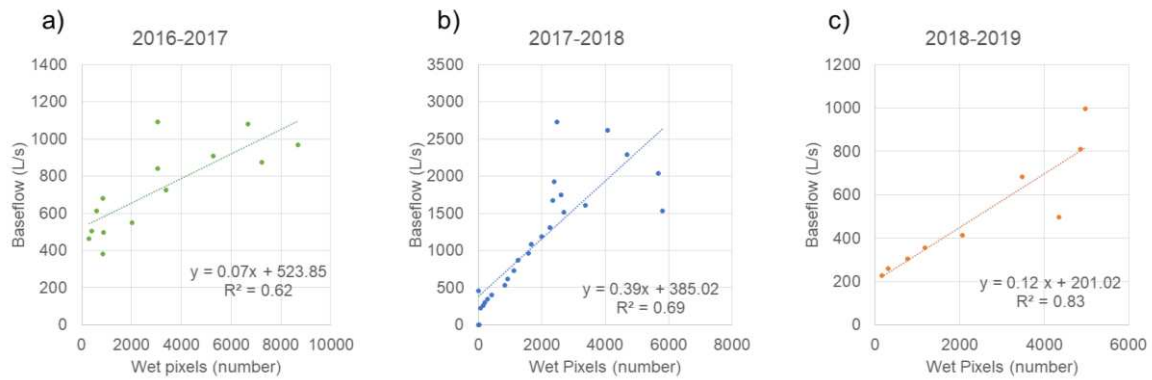 a)
2016-2017
1400
1200
1000
800
600
400
200
0
Baseflow (L/s)
y = 0.07x + 523.85
R² = 0.62
0 2000 4000 6000 8000 10000
Wet pixels (number)
b)
2017-2018
3500
3000
2500
2000
1500
1000
500
0
Baseflow (L/s)
y = 0.39x + 385.02
R² = 0.69
0 2000 4000 6000 8000
Wet Pixels (number)
c)
2018-2019
1200
1000
800
600
400
200
0
Baseflow (L/s)
y = 0.12 x + 201.02
R² = 0.83
0 2000 4000 6000
Wet Pixels (number)